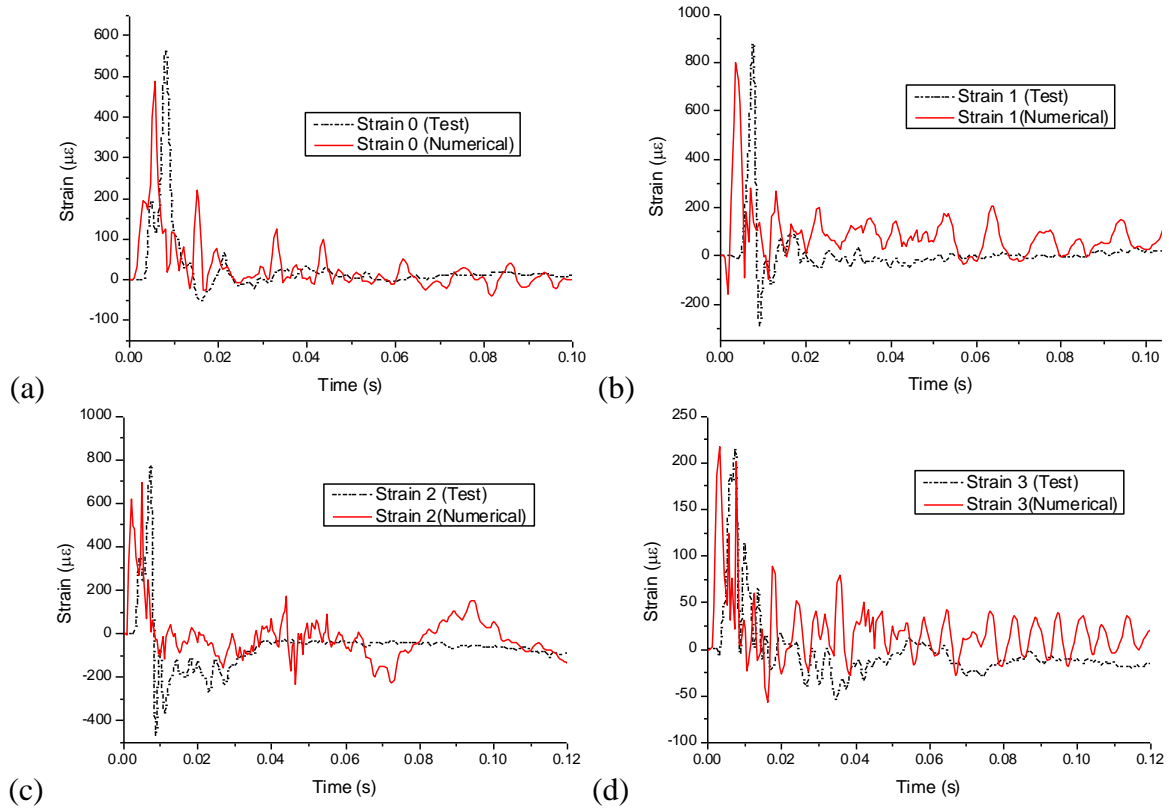 600
500
400
300
200
100
0
-100
Strain (με)
0.00 0.02 0.04 0.06 0.08 0.10
Time (s)
Strain 0 (Test)
Strain 0 (Numerical)
(a)
1000
800
600
400
200
0
-200
Strain (με)
0.00 0.02 0.04 0.06 0.08 0.10
Time (s)
Strain 1 (Test)
Strain 1(Numerical)
(b)
1000
800
600
400
200
0
-200
-400
Strain (με)
0.00 0.02 0.04 0.06 0.08 0.10 0.12
Time (s)
Strain 2 (Test)
Strain 2(Numerical)
(c)
250
200
150
100
50
0
-50
-100
Strain (με)
0.00 0.02 0.04 0.06 0.08 0.10 0.12
Time (s)
Strain 3 (Test)
Strain 3(Numerical)
(d)